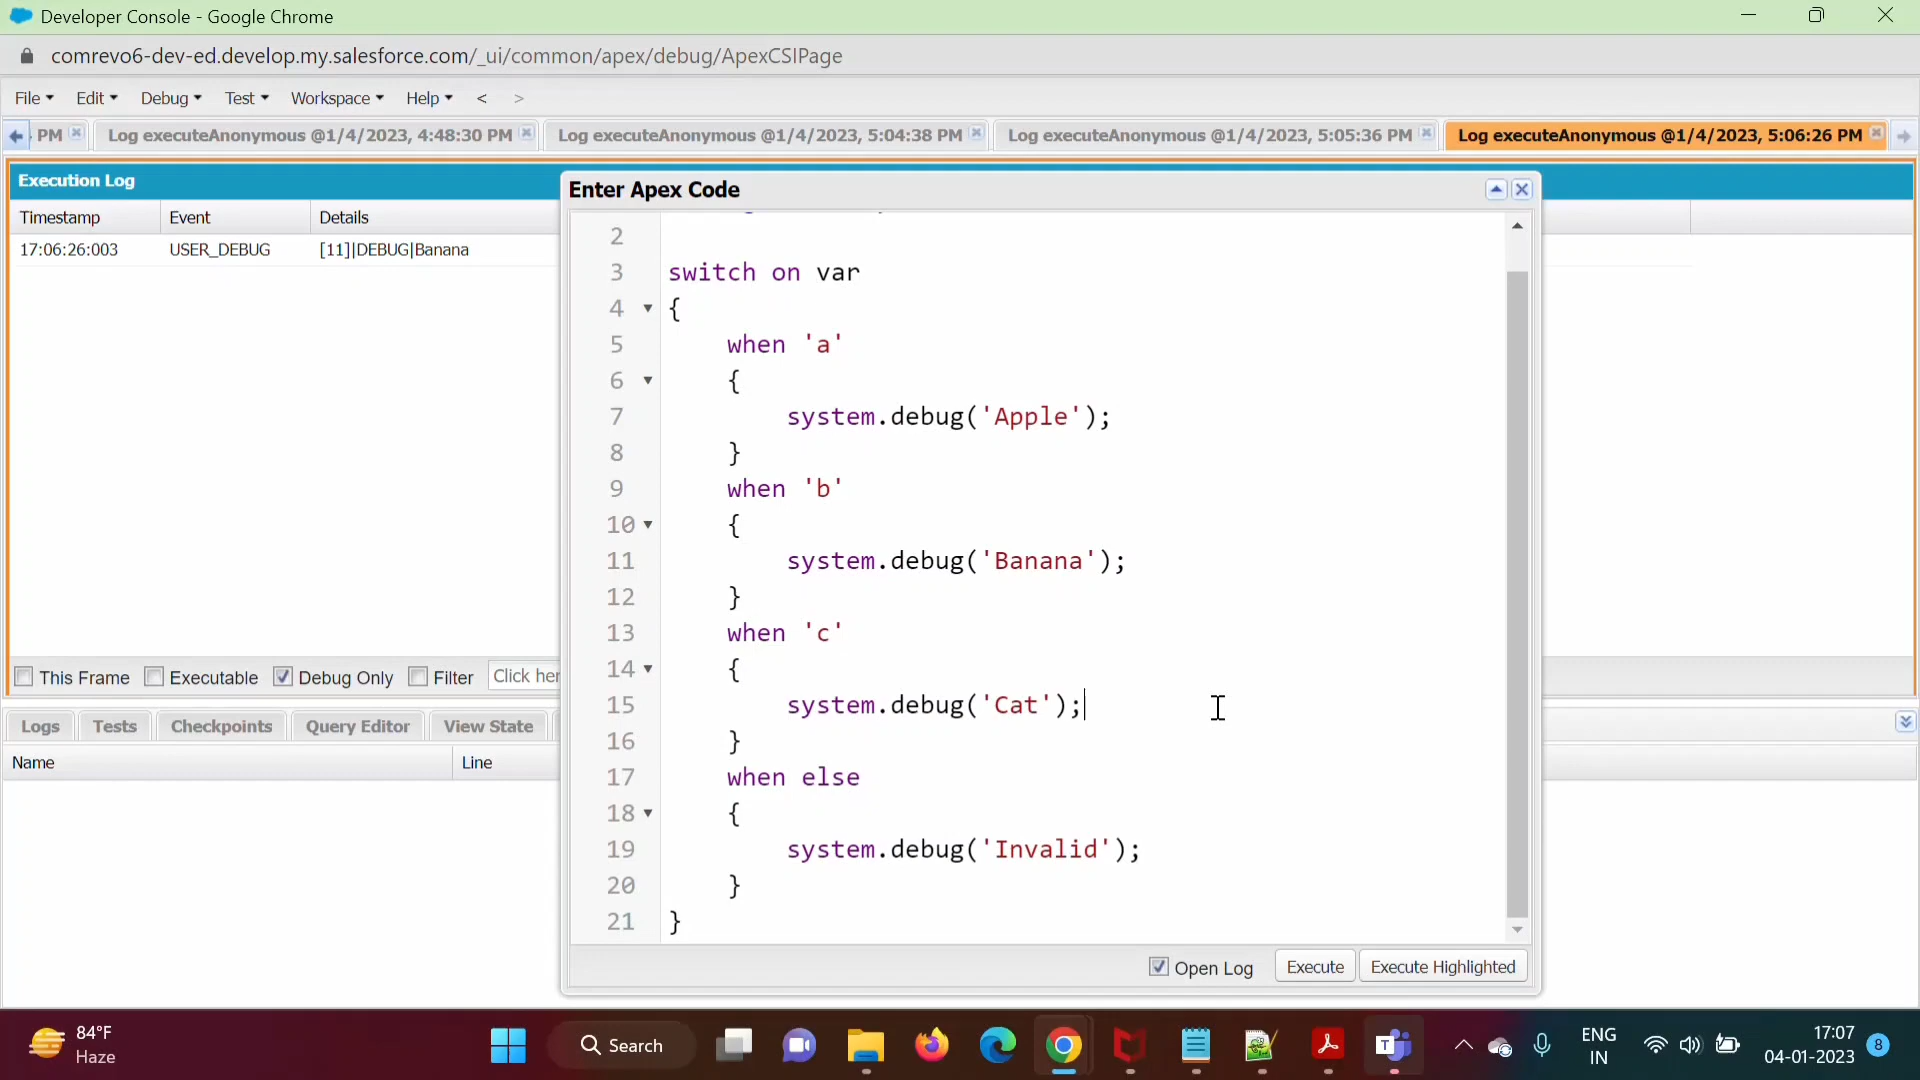 Developer Console - Google Chrome
comrevo6-dev-ed.develop.my.salesforce.com/_ui/common/apex/debug/ApexCSIPage
File Edit Debug Test Workspace Help < >
PM Log executeAnonymous @1/4/2023, 4:48:30 PM Log executeAnonymous @1/4/2023, 5:04:38 PM Log executeAnonymous @1/4/2023, 5:05:36 PM Log executeAnonymous @1/4/2023, 5:06:26 PM
Execution Log
Timestamp Event Details
17:06:26:003 USER_DEBUG [11]|DEBUG|Banana
This Frame Executable Debug Only Filter Click her
Logs Tests Checkpoints Query Editor View State
Name Line
Enter Apex Code
2
3 switch on var
4 {
5 when 'a'
6 {
7 system.debug('Apple');
8 }
9 when 'b'
10 {
11 system.debug('Banana');
12 }
13 when 'c'
14 {
15 system.debug('Cat');
16 }
17 when else
18 {
19 system.debug('Invalid');
20 }
21 }
Open Log Execute Execute Highlighted
84°F
Haze
Search
ENG
IN
17:07
04-01-2023
8